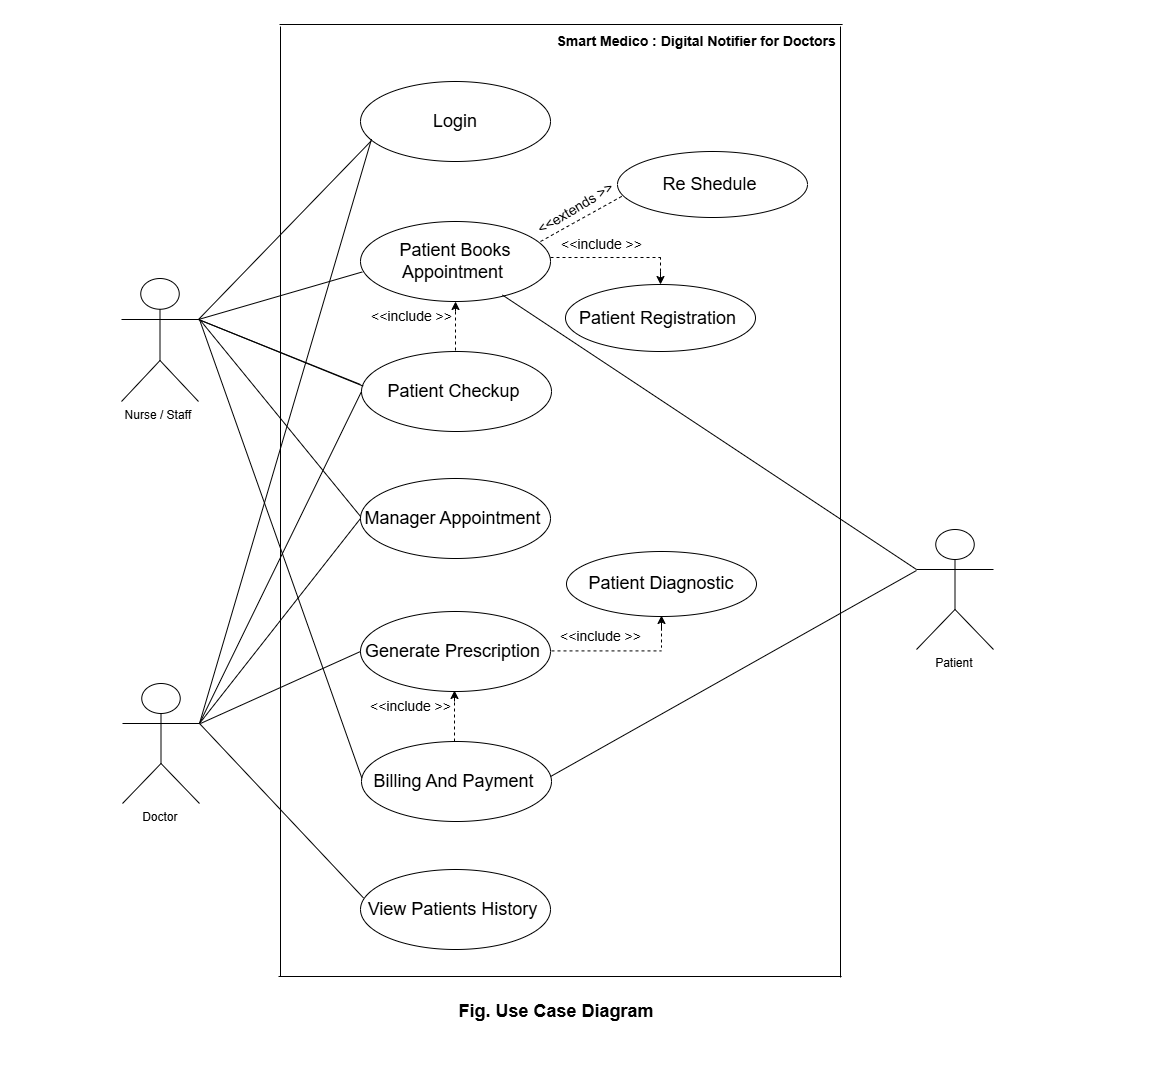 Smart Medico : Digital Notifier for Doctors
Login
Re Shedule
<<extends >>
Patient Books
Appointment
<<include >>
<<include >>
Patient Registration
Patient Checkup
Nurse / Staff
Manager Appointment
Patient Diagnostic
<<include >>
Generate Prescription
Patient
<<include >>
Billing And Payment
Doctor
View Patients History
Fig. Use Case Diagram